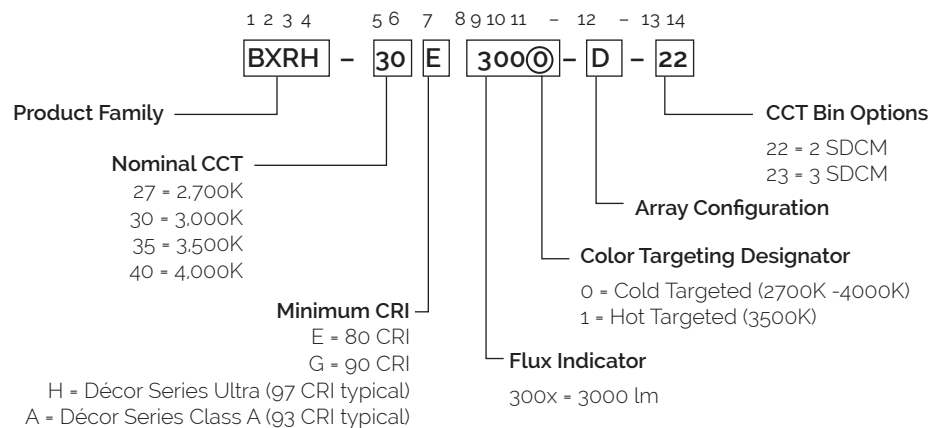 1 2 3 4 5 6 7 8 9 10 11 - 12 - 13 14
BXRH - 30 E 3000 - D - 22
Product Family
CCT Bin Options
22 = 2 SDCM
23 = 3 SDCM
Nominal CCT
27 = 2,700K
30 = 3,000K
35 = 3,500K
40 = 4,000K
Array Configuration
Color Targeting Designator
0 = Cold Targeted (2700K -4000K)
1 = Hot Targeted (3500K)
Minimum CRI
E = 80 CRI
G = 90 CRI
H = Décor Series Ultra (97 CRI typical)
A = Décor Series Class A (93 CRI typical)
Flux Indicator
300x = 3000 lm